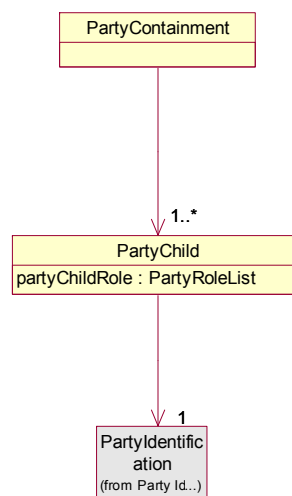 PartyContainment
1..*
PartyChild
partyChildRole : PartyRoleList
1
PartyIdentific
ation
(from Party Id...)